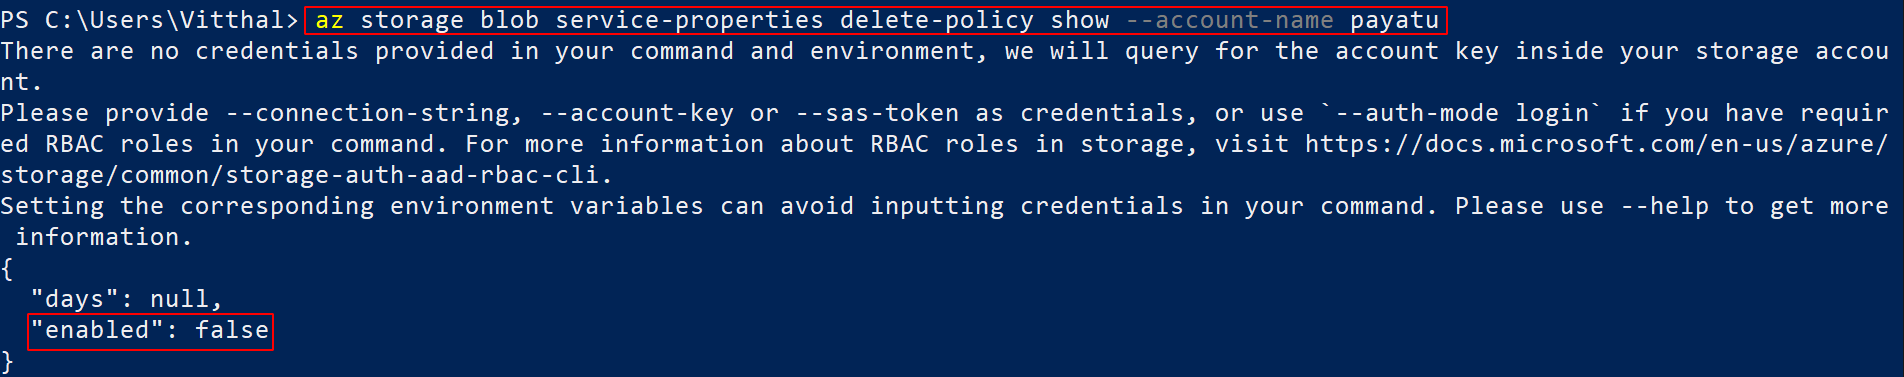 PS C:\Users\Vitthal> az storage blob service-properties delete-policy show --account-name payatu
There are no credentials provided in your command and environment, we will query for the account key inside your storage accou
nt.
Please provide --connection-string, --account-key or --sas-token as credentials, or use `--auth-mode login` if you have requir
ed RBAC roles in your command. For more information about RBAC roles in storage, visit https://docs.microsoft.com/en-us/azure/
storage/common/storage-auth-aad-rbac-cli.
Setting the corresponding environment variables can avoid inputting credentials in your command. Please use --help to get more
 information.
{
  "days": null,
  "enabled": false
}